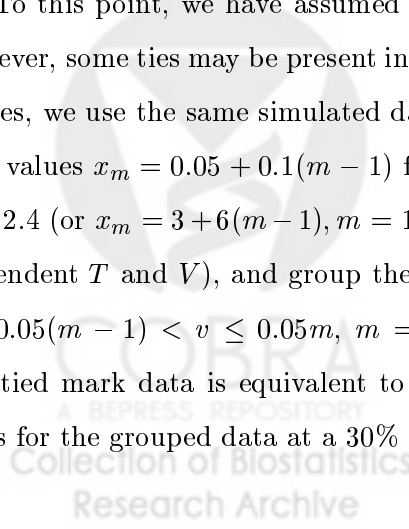 To this point, we have assumed
ever, some ties may be present in
es, we use the same simulated da
values x_m = 0.05 + 0.1(m − 1) f
2.4 (or x_m = 3 + 6(m − 1), m = 1
endent T and V), and group the
0.05(m − 1) < v ≤ 0.05m, m =
tied mark data is equivalent to
s for the grouped data at a 30%
COBRA
A BEPRESS REPOSITORY
Collection of Biostatistics
Research Archive